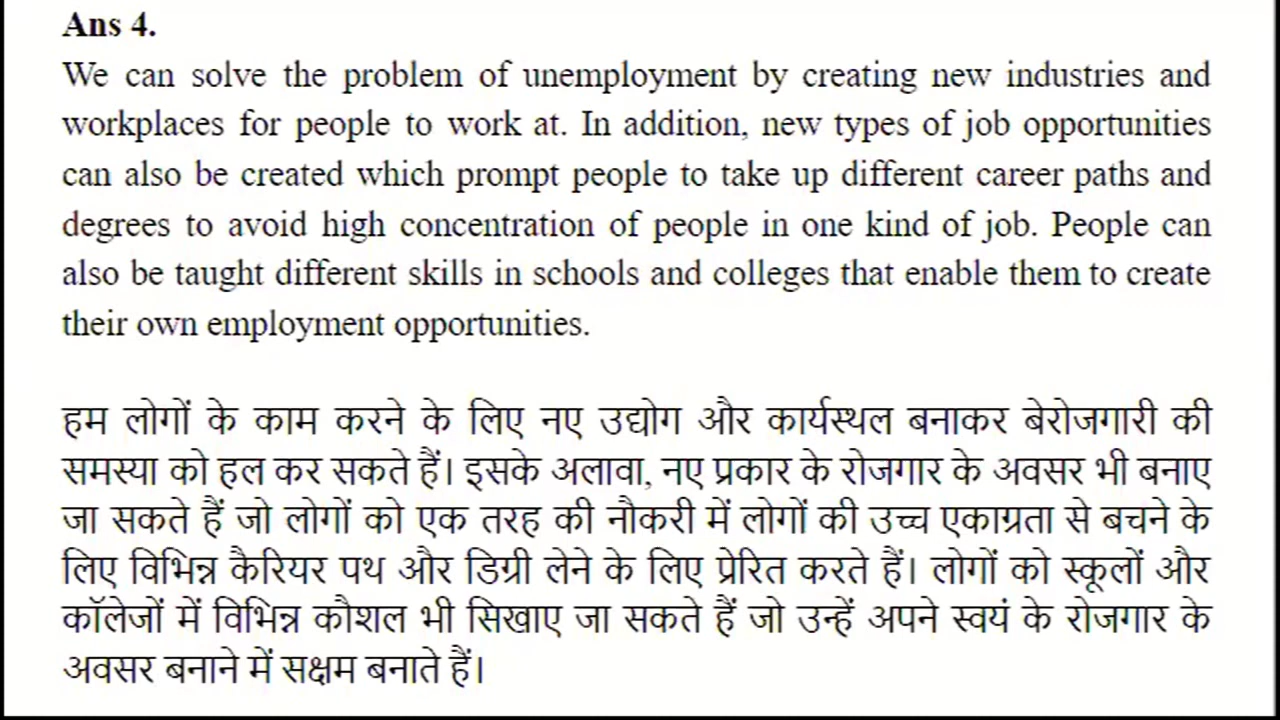 Ans 4.
We can solve the problem of unemployment by creating new industries and
workplaces for people to work at. In addition, new types of job opportunities
can also be created which prompt people to take up different career paths and
degrees to avoid high concentration of people in one kind of job. People can
also be taught different skills in schools and colleges that enable them to create
their own employment opportunities.
हम लोगों के काम करने के लिए नए उद्योग और कार्यस्थल बनाकर बेरोजगारी की
समस्या को हल कर सकते हैं। इसके अलावा, नए प्रकार के रोजगार के अवसर भी बनाए
जा सकते हैं जो लोगों को एक तरह की नौकरी में लोगों की उच्च एकाग्रता से बचने के
लिए विभिन्न कैरियर पथ और डिग्री लेने के लिए प्रेरित करते हैं। लोगों को स्कूलों और
कॉलेजों में विभिन्न कौशल भी सिखाए जा सकते हैं जो उन्हें अपने स्वयं के रोजगार के
अवसर बनाने में सक्षम बनाते हैं।